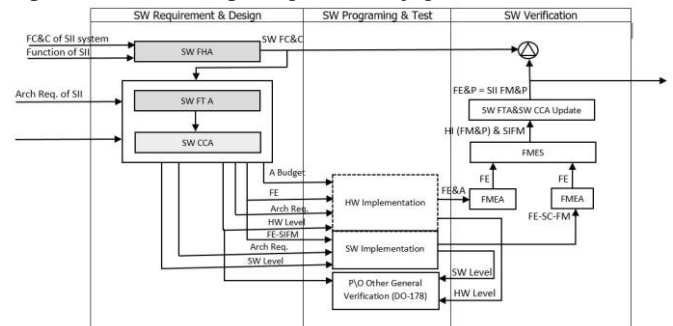 SW Requirement & Design
SW Programing & Test
SW Verification
FC&C of SII system
Function of SII
SW FHA
SW FC&C
Arch Req. of SII
SW FT A
SW CCA
FE&P = SII FM&P
SW FTA&SW CCA Update
HI (FM&P) & SIFM
FMES
FE
FE
FMEA
FMEA
FE-SC-FM
A Budget
FE
Arch Req.
HW Level
FE-SIFM
Arch Req.
SW Level
HW Implementation
FE&A
SW Implementation
P\O Other General
Verification (DO-178)
SW Level
HW Level